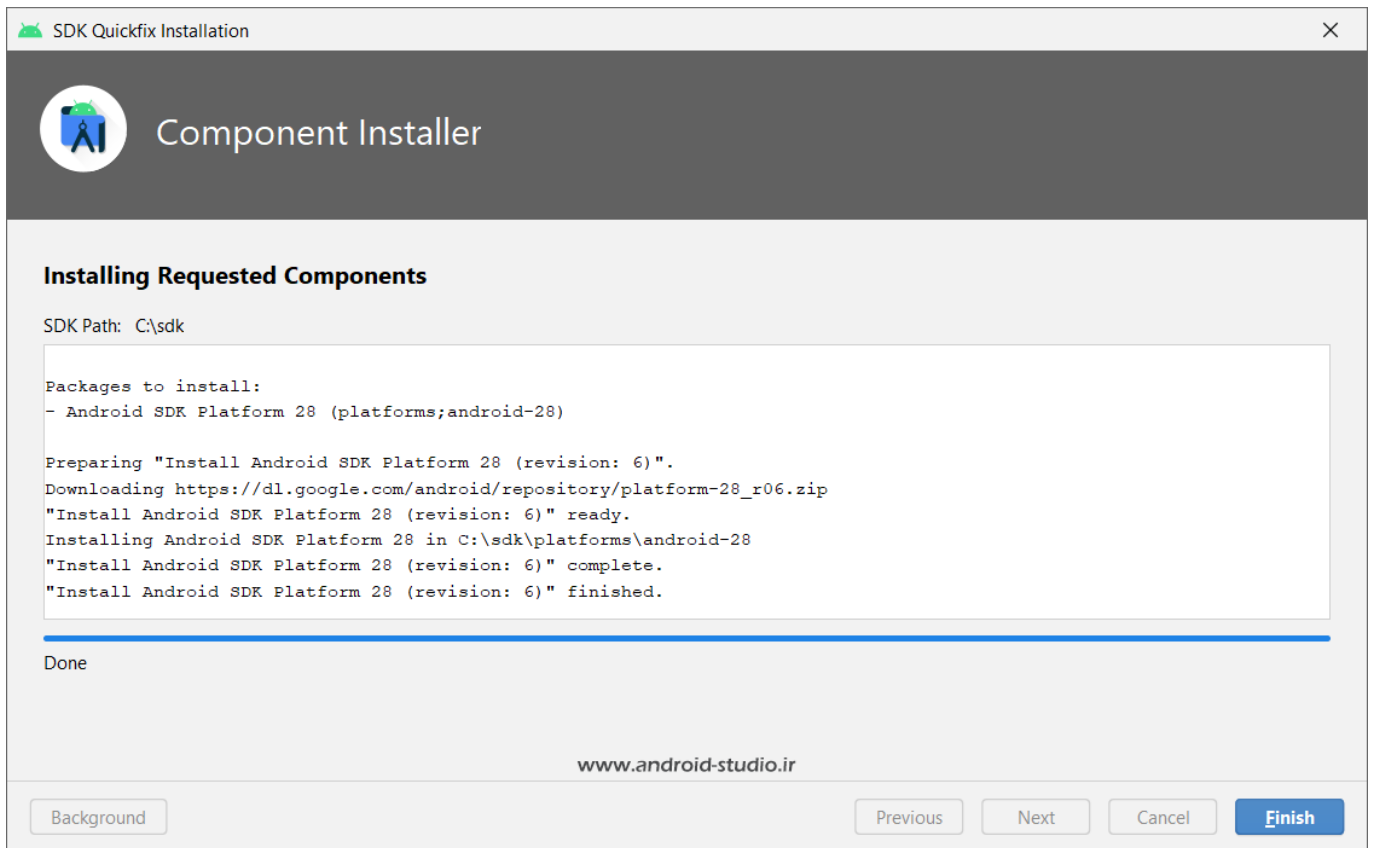 SDK Quickfix Installation
Component Installer
Installing Requested Components
SDK Path: C:\sdk
Packages to install:
- Android SDK Platform 28 (platforms;android-28)
Preparing "Install Android SDK Platform 28 (revision: 6)".
Downloading https://dl.google.com/android/repository/platform-28_r06.zip
"Install Android SDK Platform 28 (revision: 6)" ready.
Installing Android SDK Platform 28 in C:\sdk\platforms\android-28
"Install Android SDK Platform 28 (revision: 6)" complete.
"Install Android SDK Platform 28 (revision: 6)" finished.
Done
www.android-studio.ir
Background Previous Next Cancel Finish